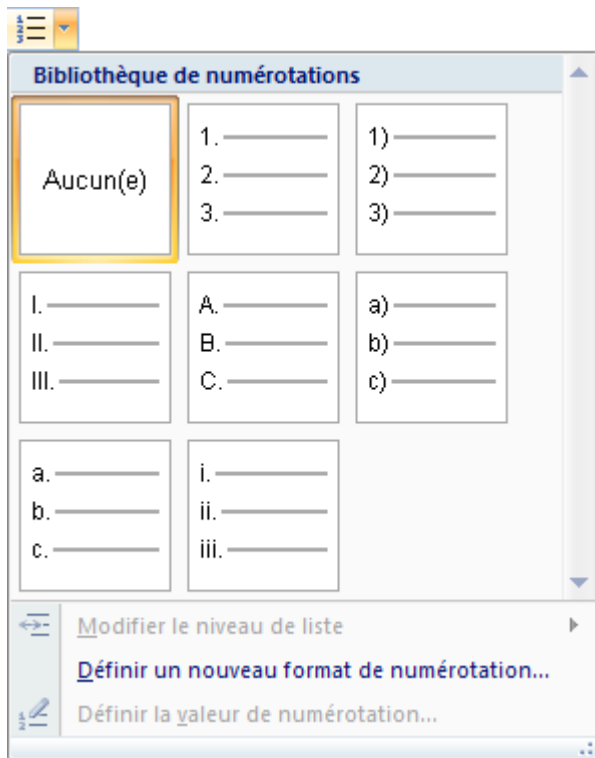 Bibliothèque de numérotations
Aucun(e)
1.
2.
3.
1)
2)
3)
I.
II.
III.
A.
B.
C.
a)
b)
c)
a.
b.
c.
i.
ii.
iii.
Modifier le niveau de liste
Définir un nouveau format de numérotation...
Définir la valeur de numérotation...